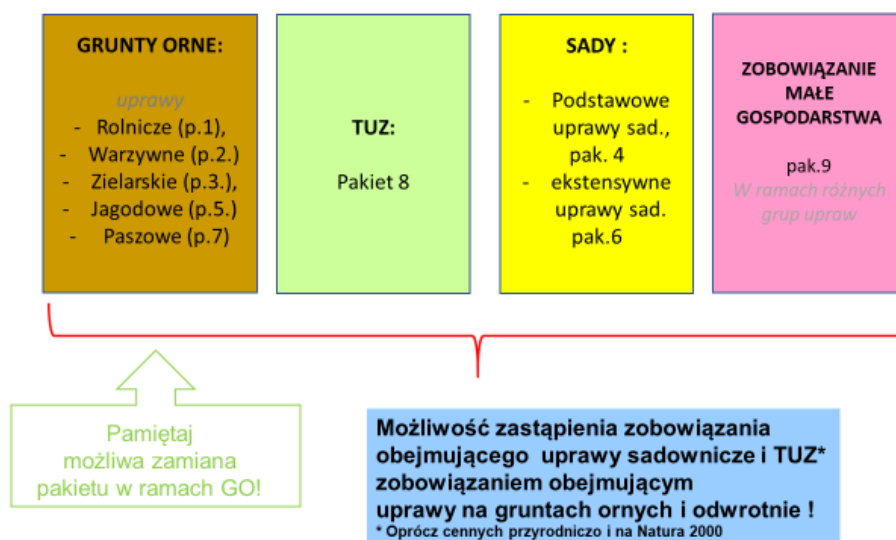 GRUNTY ORNE:
uprawy
- Rolnicze (p.1),
- Warzywne (p.2.)
- Zielarskie (p.3.),
- Jagodowe (p.5.)
- Paszowe (p.7)
TUZ:
Pakiet 8
SADY :
- Podstawowe
uprawy sad.,
pak. 4
- ekstensywne
uprawy sad.
pak.6
ZOBOWIĄZANIE
MAŁE
GOSPODARSTWA
pak.9
W ramach różnych
grup upraw
Pamiętaj
możliwa zamiana
pakietu w ramach GO!
Możliwość zastąpienia zobowiązania
obejmującego uprawy sadownicze i TUZ*
zobowiązaniem obejmującym
uprawy na gruntach ornych i odwrotnie !
* Oprócz cennych przyrodniczo i na Natura 2000